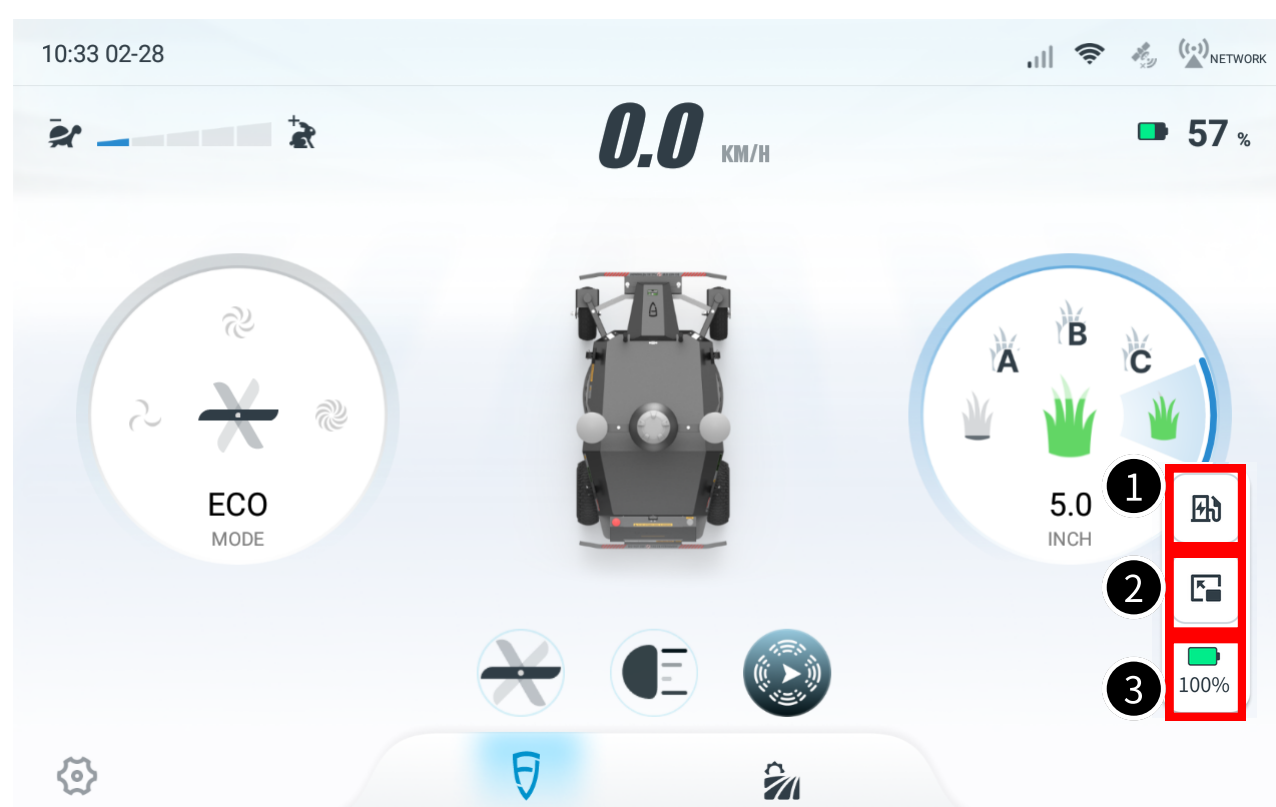 10:33 02-28
NETWORK
0.0 KM/H
57 %
A
B
C
ECO
MODE
5.0
INCH
1
2
3
100%